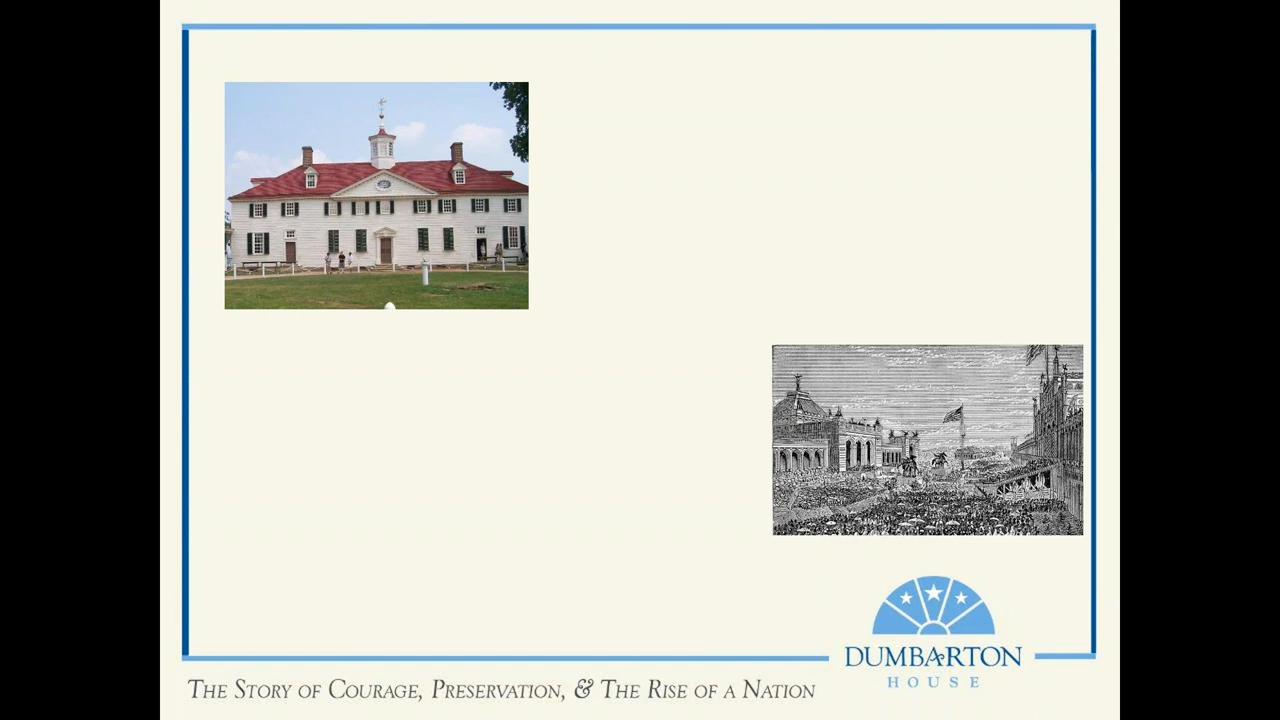 The Story of Courage, Preservation, & The Rise of a Nation
DUMBARTON
HOUSE